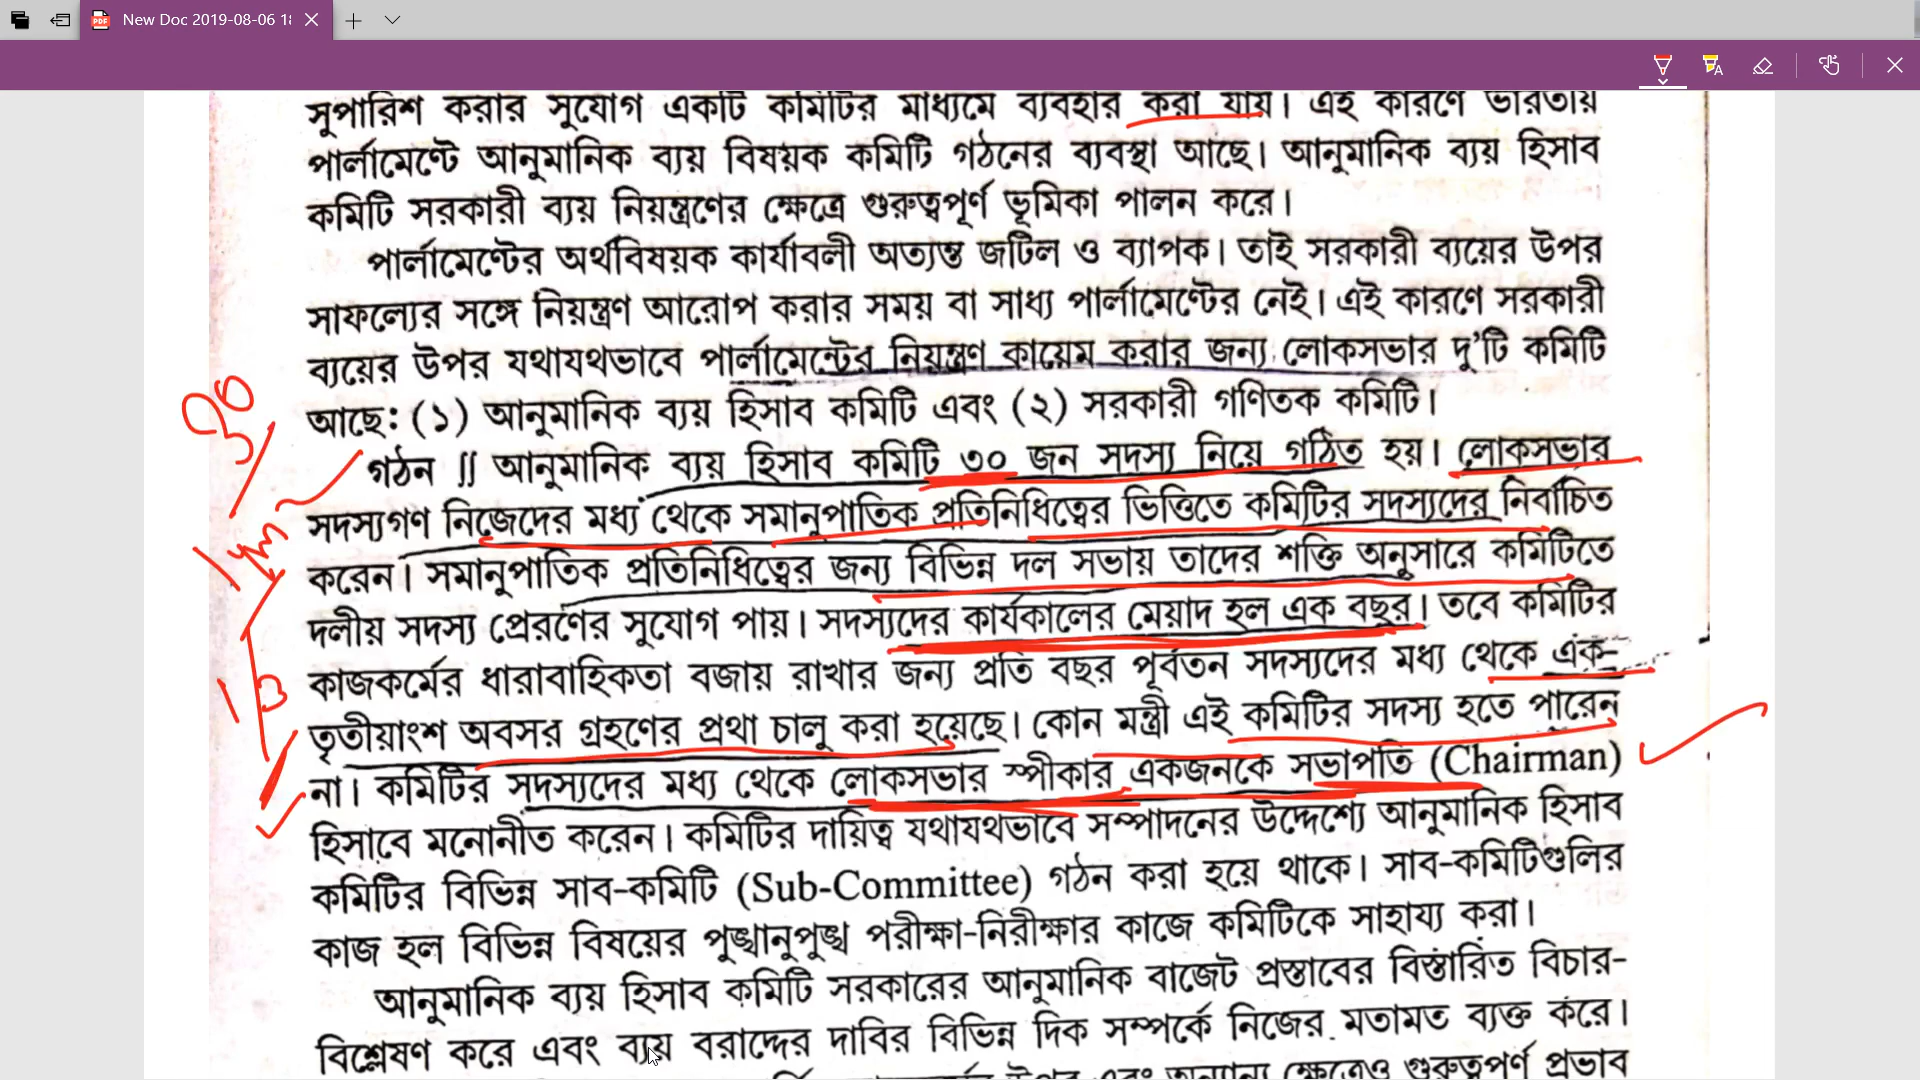 New Doc 2019-08-06 18
সুপারিশ করার সুযোগ একটি কমিটির মাধ্যমে ব্যবহার করা যায়। এই কারণে ভারতীয়
পার্লামেন্টে আনুমানিক ব্যয় বিষয়ক কমিটি গঠনের ব্যবস্থা আছে। আনুমানিক ব্যয় হিসাব
কমিটি সরকারী ব্যয় নিয়ন্ত্রণের ক্ষেত্রে গুরুত্বপূর্ণ ভূমিকা পালন করে।
পার্লামেন্টের অর্থবিষয়ক কার্যাবলী অত্যন্ত জটিল ও ব্যাপক। তাই সরকারী ব্যয়ের উপর
সাফল্যের সঙ্গে নিয়ন্ত্রণ আরোপ করার সময় বা সাধ্য পার্লামেন্টের নেই। এই কারণে সরকারী
ব্যয়ের উপর যথাযথভাবে পার্লামেন্টের নিয়ন্ত্রণ কায়েম করার জন্য লোকসভার দু'টি কমিটি
আছে: (১) আনুমানিক ব্যয় হিসাব কমিটি এবং (২) সরকারী গণিতক কমিটি।
গঠন || আনুমানিক ব্যয় হিসাব কমিটি ৩০ জন সদস্য নিয়ে গঠিত হয়। লোকসভার
সদস্যগণ নিজেদের মধ্য থেকে সমানুপাতিক প্রতিনিধিত্বের ভিত্তিতে কমিটির সদস্যদের নির্বাচিত
করেন। সমানুপাতিক প্রতিনিধিত্বের জন্য বিভিন্ন দল সভায় তাদের শক্তি অনুসারে কমিটিতে
দলীয় সদস্য প্রেরণের সুযোগ পায়। সদস্যদের কার্যকালের মেয়াদ হল এক বছর। তবে কমিটির
কাজকর্মের ধারাবাহিকতা বজায় রাখার জন্য প্রতি বছর পূর্বতন সদস্যদের মধ্য থেকে এক-
তৃতীয়াংশ অবসর গ্রহণের প্রথা চালু করা হয়েছে। কোন মন্ত্রী এই কমিটির সদস্য হতে পারেন
না। কমিটির সদস্যদের মধ্য থেকে লোকসভার স্পীকার একজনকে সভাপতি (Chairman)
হিসাবে মনোনীত করেন। কমিটির দায়িত্ব যথাযথভাবে সম্পাদনের উদ্দেশ্যে আনুমানিক হিসাব
কমিটির বিভিন্ন সাব-কমিটি (Sub-Committee) গঠন করা হয়ে থাকে। সাব-কমিটিগুলির
কাজ হল বিভিন্ন বিষয়ের পুঙ্খানুপুঙ্খ পরীক্ষা-নিরীক্ষার কাজে কমিটিকে সাহায্য করা।
আনুমানিক ব্যয় হিসাব কমিটি সরকারের আনুমানিক বাজেট প্রস্তাবের বিস্তারিত বিচার-
বিশ্লেষণ করে এবং ব্যয় বরাদ্দের দাবির বিভিন্ন দিক সম্পর্কে নিজের মতামত ব্যক্ত করে।
উপর এবং অন্যান্য ক্ষেত্রেও গুরুত্বপূর্ণ প্রভাব